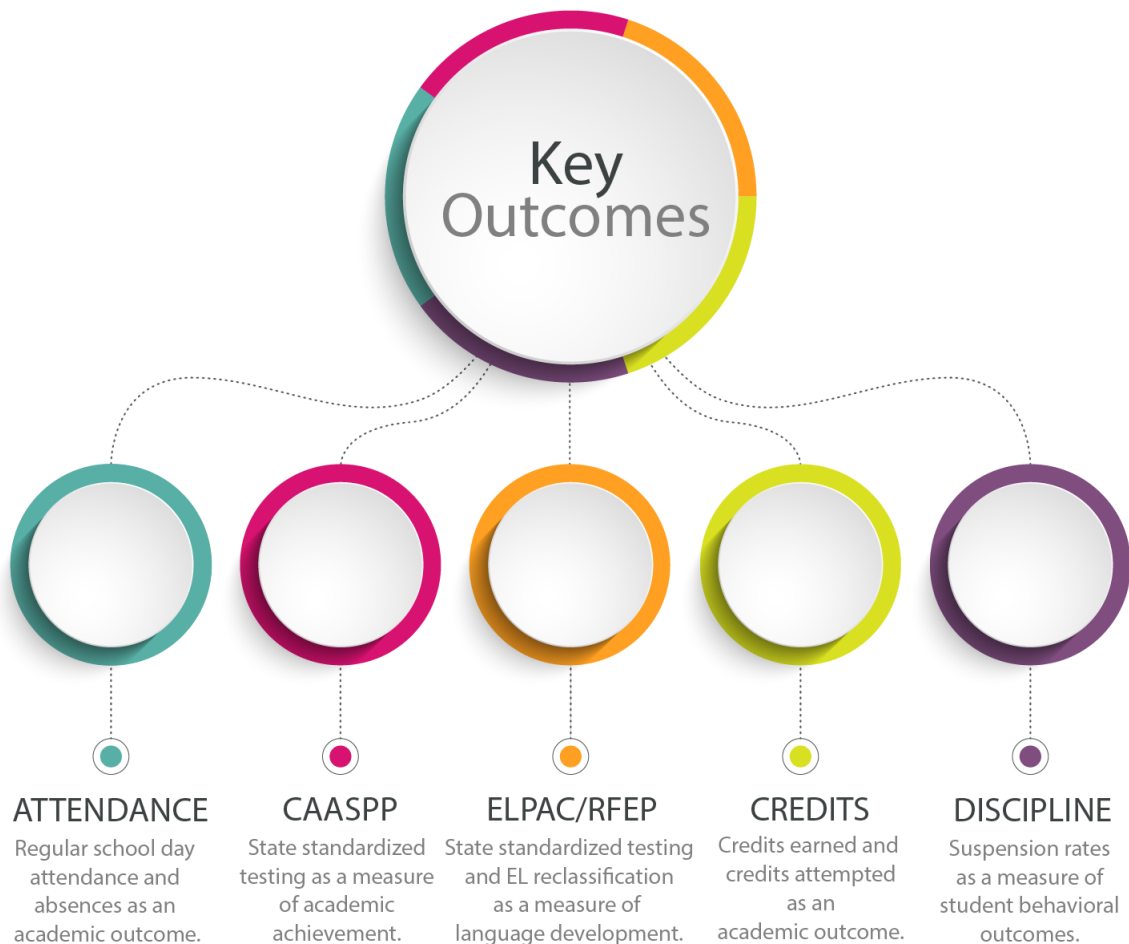 Key
Outcomes
ATTENDANCE
Regular school day
attendance and
absences as an
academic outcome.
CAASPP
State standardized
testing as a measure
of academic
achievement.
ELPAC/RFEP
State standardized testing
and EL reclassification
as a measure of
language development.
CREDITS
Credits earned and
credits attempted
as an
academic outcome.
DISCIPLINE
Suspension rates
as a measure of
student behavioral
outcomes.